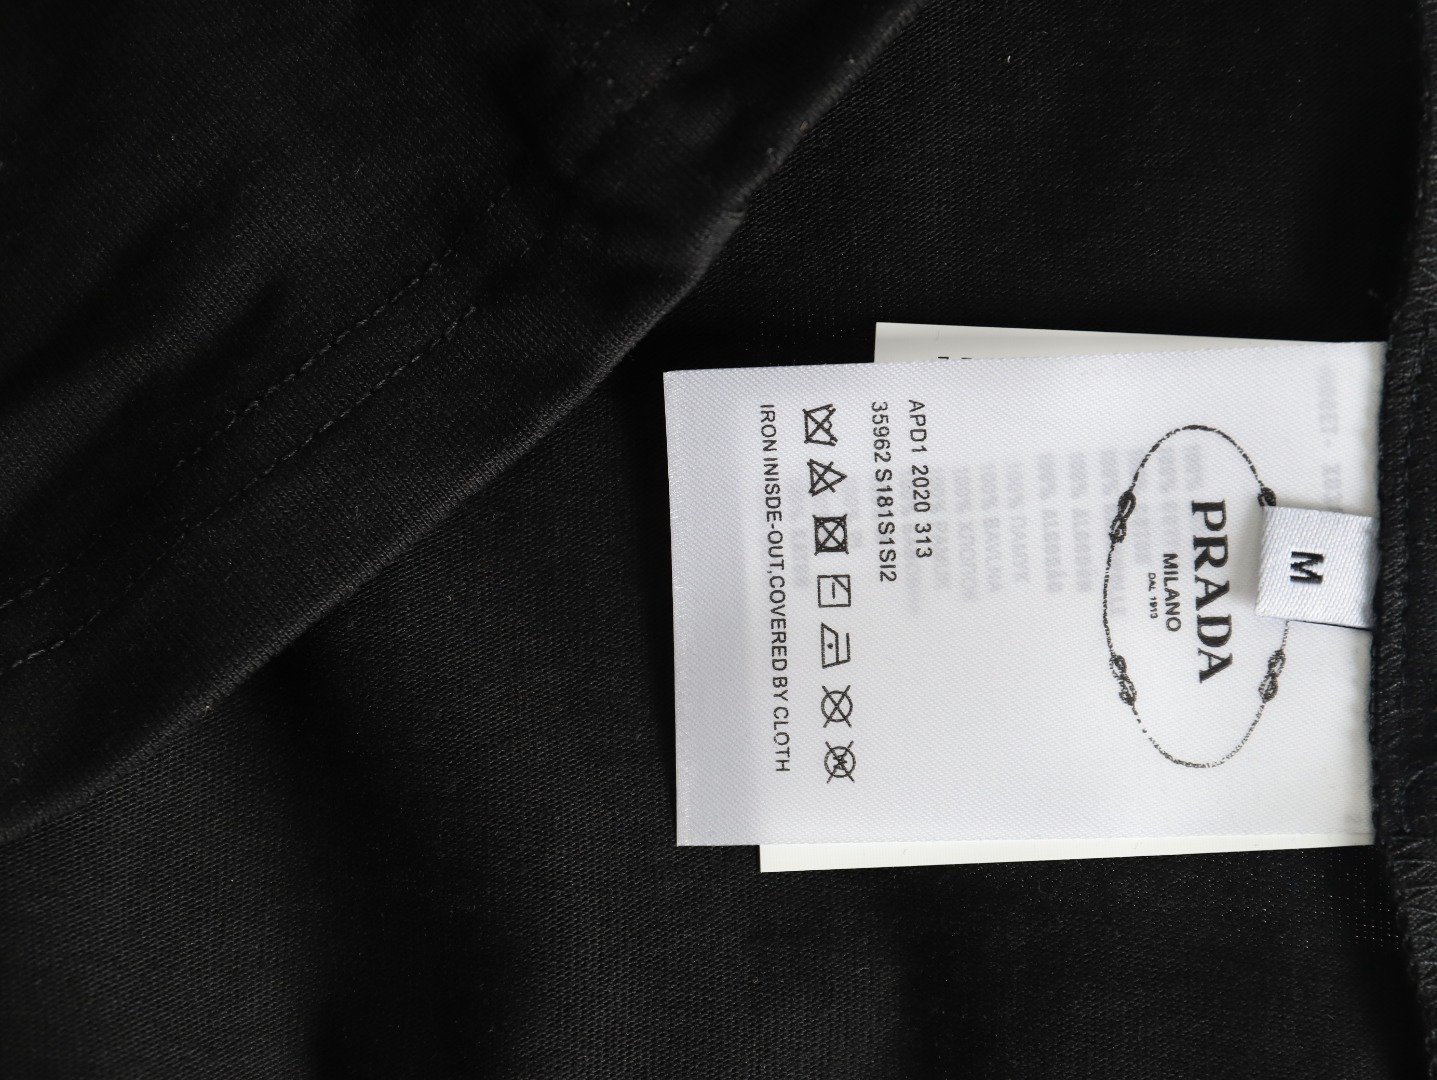 M
PRADA
MILANO
DAL 1913
APD1 2020 313
35962 S181S1SI2
IRON INISDE-OUT,COVERED BY CLOTH